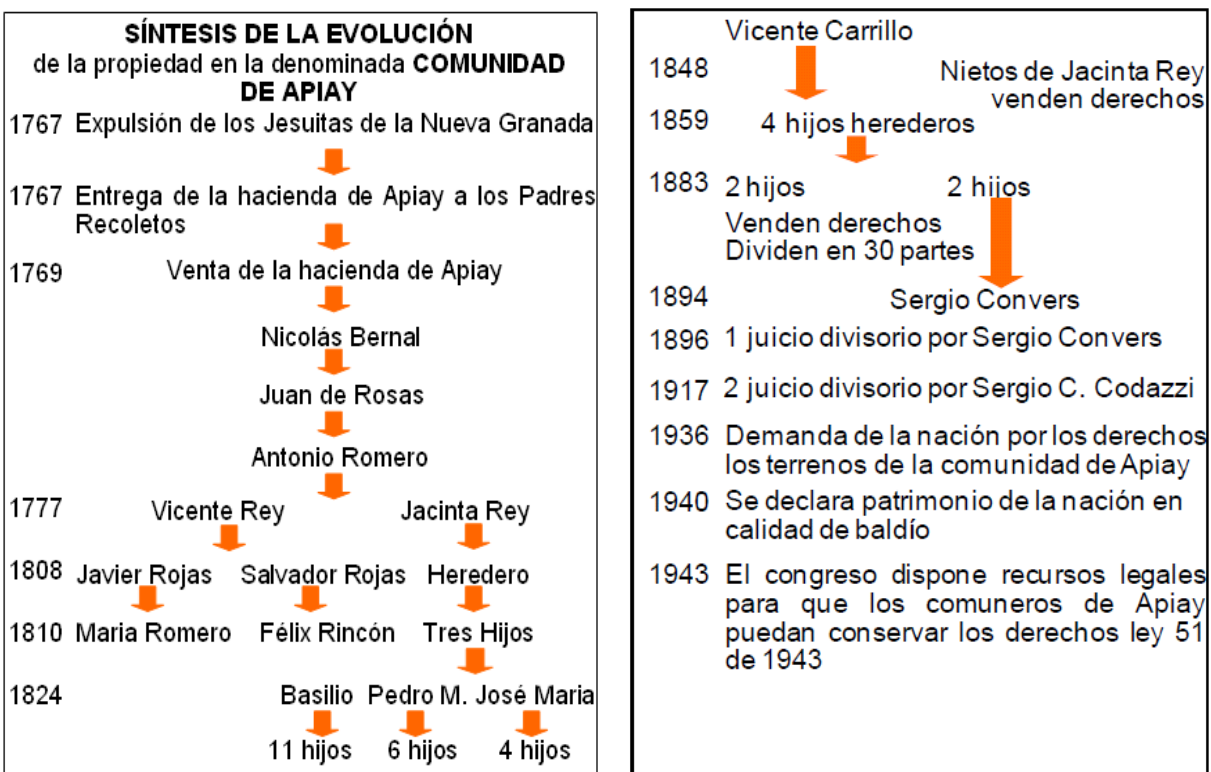 SÍNTESIS DE LA EVOLUCIÓN
de la propiedad en la denominada COMUNIDAD
DE APIAY
1767 Expulsión de los Jesuitas de la Nueva Granada
1767 Entrega de la hacienda de Apiay a los Padres
Recoletos
1769 Venta de la hacienda de Apiay
Nicolás Bernal
Juan de Rosas
Antonio Romero
1777 Vicente Rey Jacinta Rey
1808 Javier Rojas Salvador Rojas Heredero
1810 Maria Romero Félix Rincón Tres Hijos
1824 Basilio Pedro M. José Maria
11 hijos 6 hijos 4 hijos
Vicente Carrillo
1848 Nietos de Jacinta Rey
venden derechos
1859 4 hijos herederos
1883 2 hijos 2 hijos
Venden derechos
Dividen en 30 partes
1894 Sergio Convers
1896 1 juicio divisorio por Sergio Convers
1917 2 juicio divisorio por Sergio C. Codazzi
1936 Demanda de la nación por los derechos
los terrenos de la comunidad de Apiay
1940 Se declara patrimonio de la nación en
calidad de baldío
1943 El congreso dispone recursos legales
para que los comuneros de Apiay
puedan conservar los derechos ley 51
de 1943